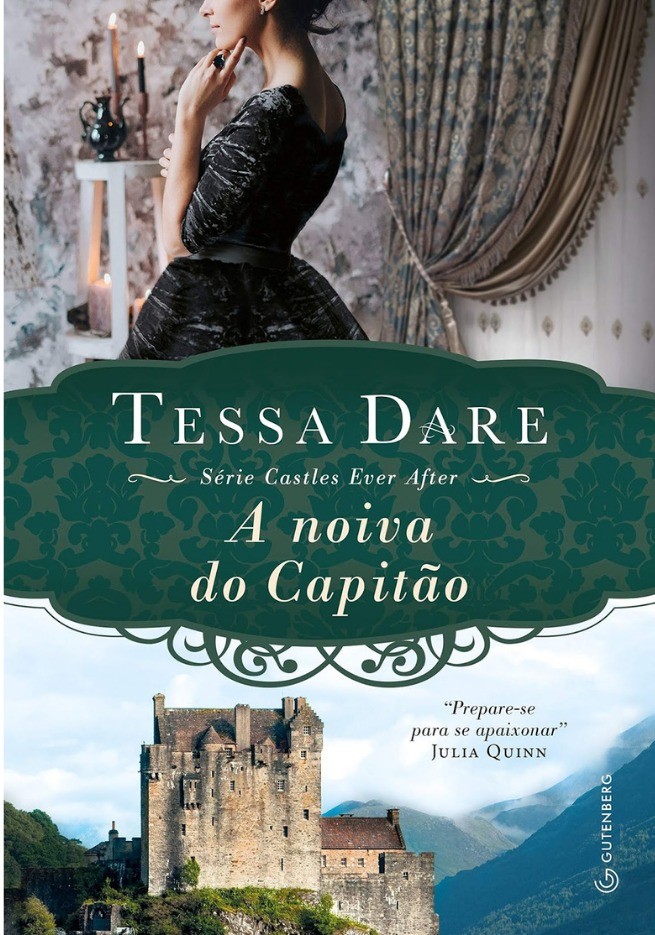 TESSA DARE
Série Castles Ever After
A noiva
do Capitão
“Prepare-se
para se apaixonar”
JULIA QUINN
GUTENBERG